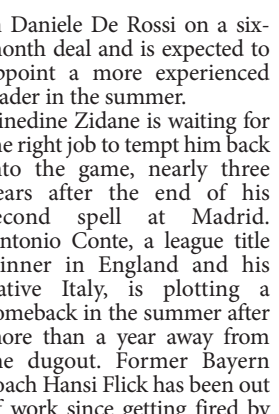 n Daniele De Rossi on a six-
onth deal and is expected to
ppoint a more experienced
ader in the summer.
inedine Zidane is waiting for
he right job to tempt him back
nto the game, nearly three
ears after the end of his
econd spell at Madrid.
ntonio Conte, a league title
inner in England and his
ative Italy, is plotting a
omeback in the summer after
ore than a year away from
he dugout. Former Bayern
oach Hansi Flick has been out
f work since getting fired by